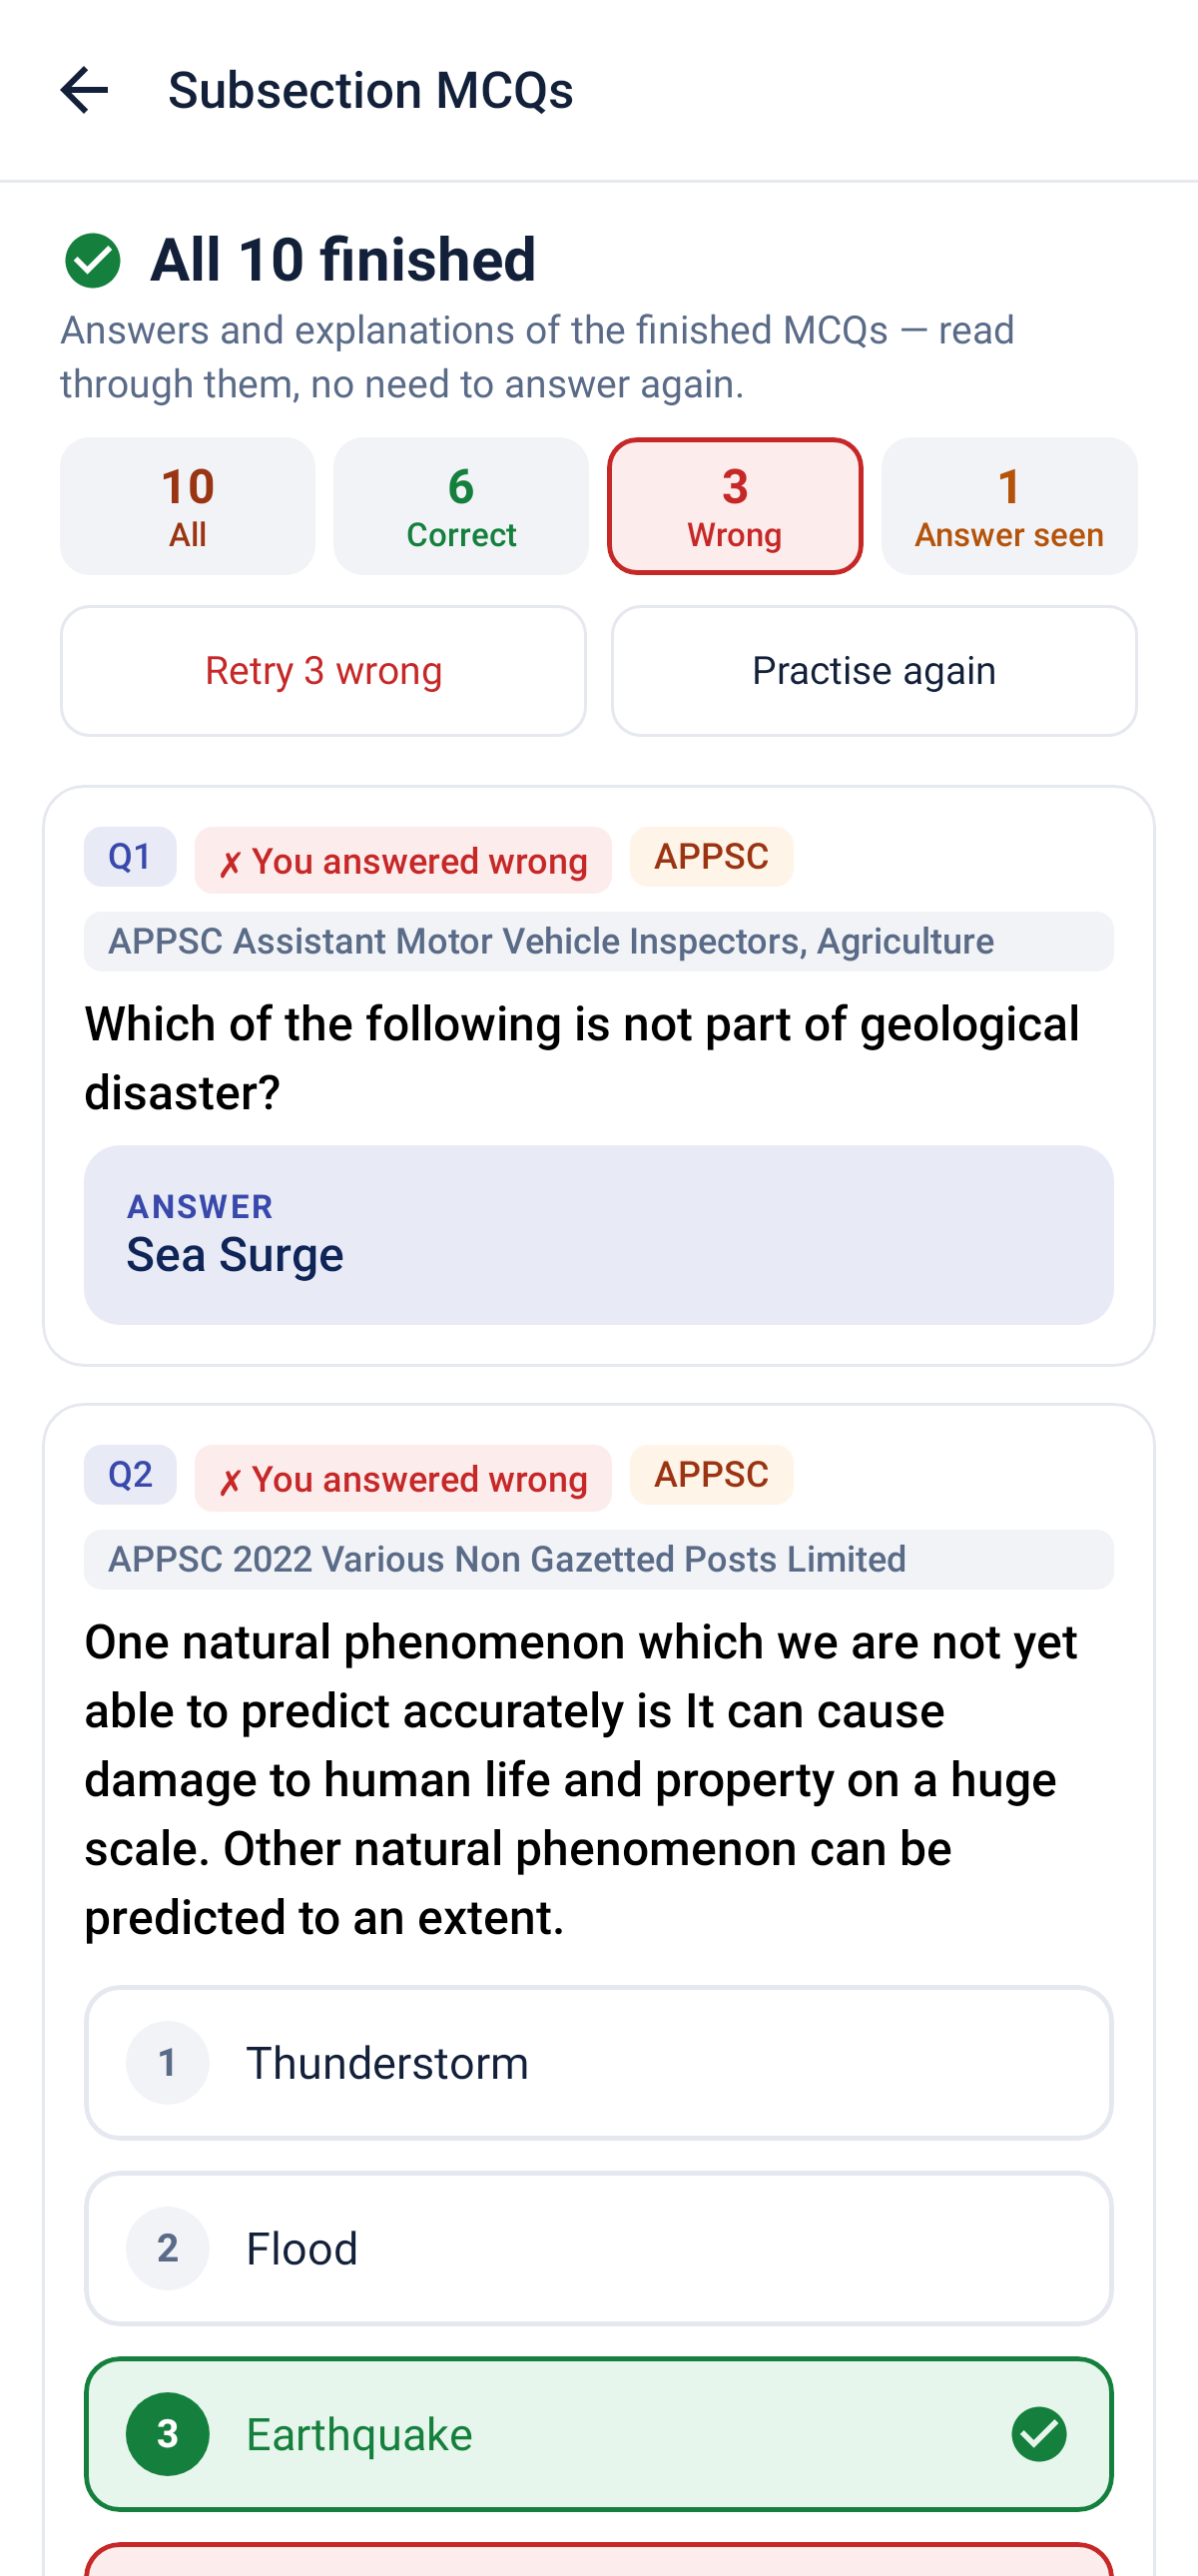 Subsection MCQs
All 10 finished
Answers and explanations of the finished MCQs — read
through them, no need to answer again.
10
All
6
Correct
3
Wrong
1
Answer seen
Retry 3 wrong
Practise again
Q1
✗ You answered wrong
APPSC
APPSC Assistant Motor Vehicle Inspectors, Agriculture
Which of the following is not part of geological
disaster?
ANSWER
Sea Surge
Q2
✗ You answered wrong
APPSC
APPSC 2022 Various Non Gazetted Posts Limited
One natural phenomenon which we are not yet
able to predict accurately is It can cause
damage to human life and property on a huge
scale. Other natural phenomenon can be
predicted to an extent.
1 Thunderstorm
2 Flood
3 Earthquake